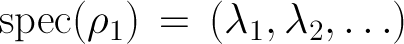 spec(ρ₁) = (λ₁, λ₂, . . .)